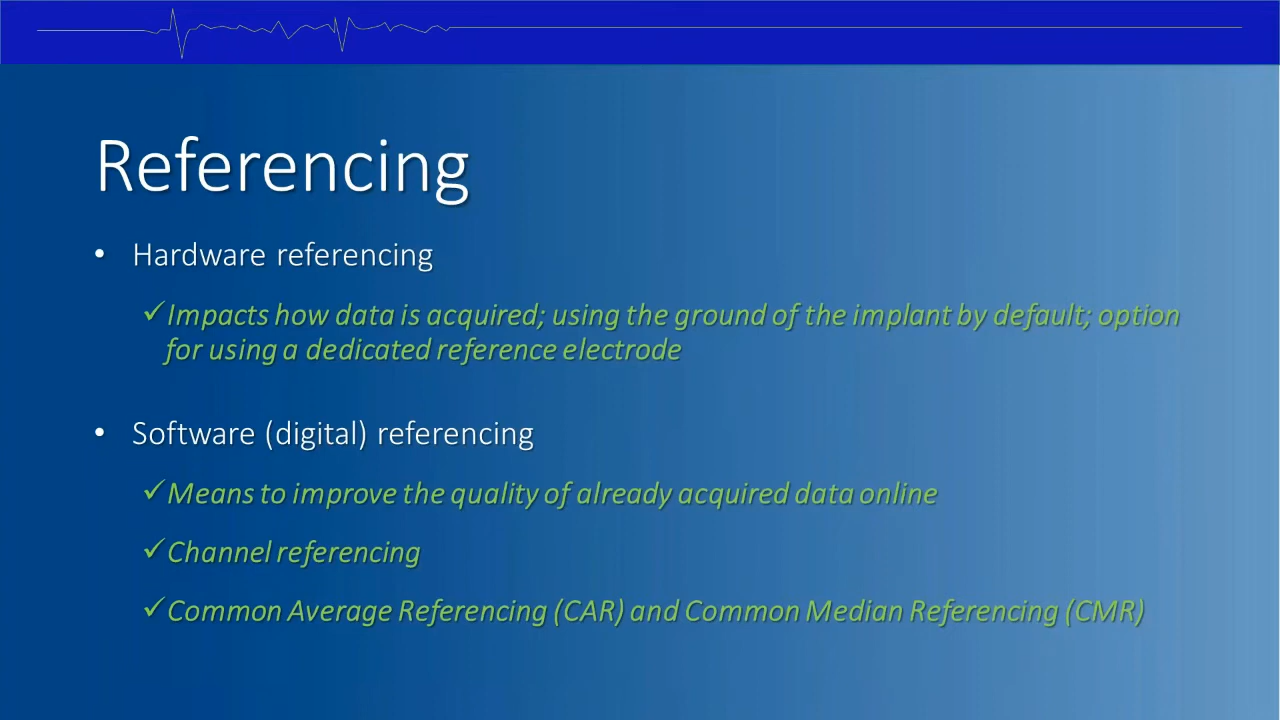 Referencing
• Hardware referencing
✓Impacts how data is acquired; using the ground of the implant by default; option
for using a dedicated reference electrode
• Software (digital) referencing
✓Means to improve the quality of already acquired data online
✓Channel referencing
✓Common Average Referencing (CAR) and Common Median Referencing (CMR)